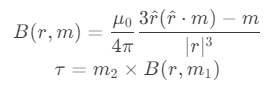 B(r, m) = \frac{\mu_0}{4\pi} \frac{3\hat{r}(\hat{r} \cdot m) - m}{|r|^3}
\tau = m_2 \times B(r, m_1)